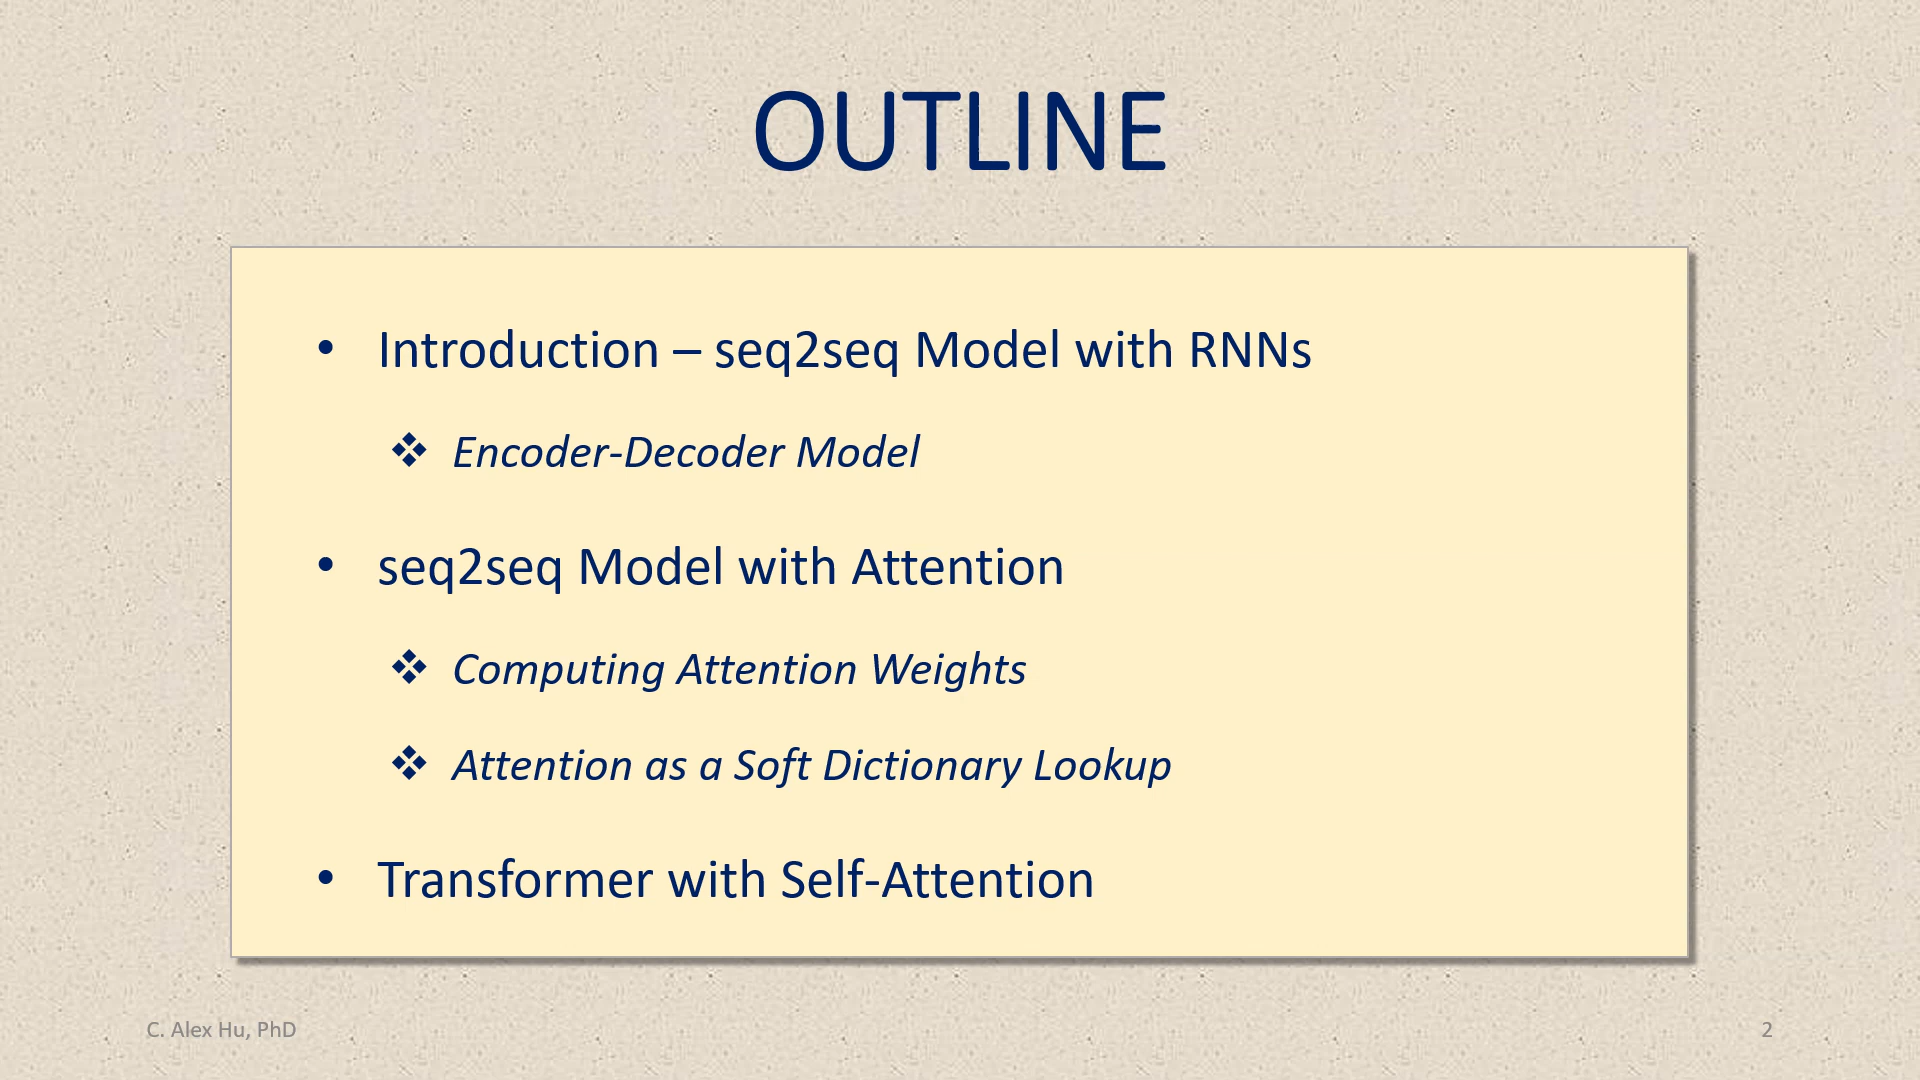 OUTLINE
• Introduction – seq2seq Model with RNNs
❖ Encoder-Decoder Model
• seq2seq Model with Attention
❖ Computing Attention Weights
❖ Attention as a Soft Dictionary Lookup
• Transformer with Self-Attention
C. Alex Hu, PhD
2